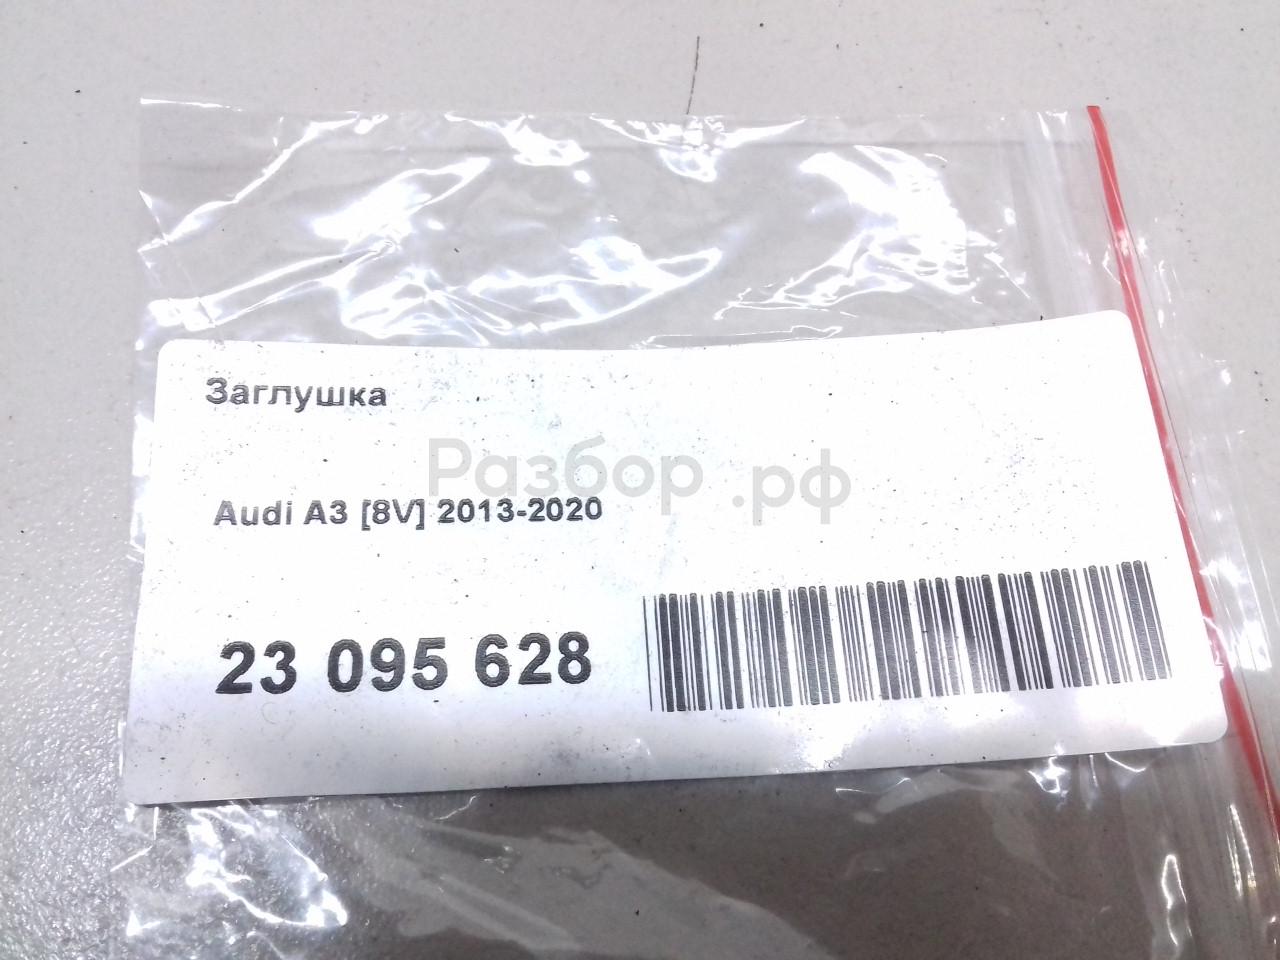 Заглушка
Разбор.рф
Audi A3 [8V] 2013-2020
23 095 628